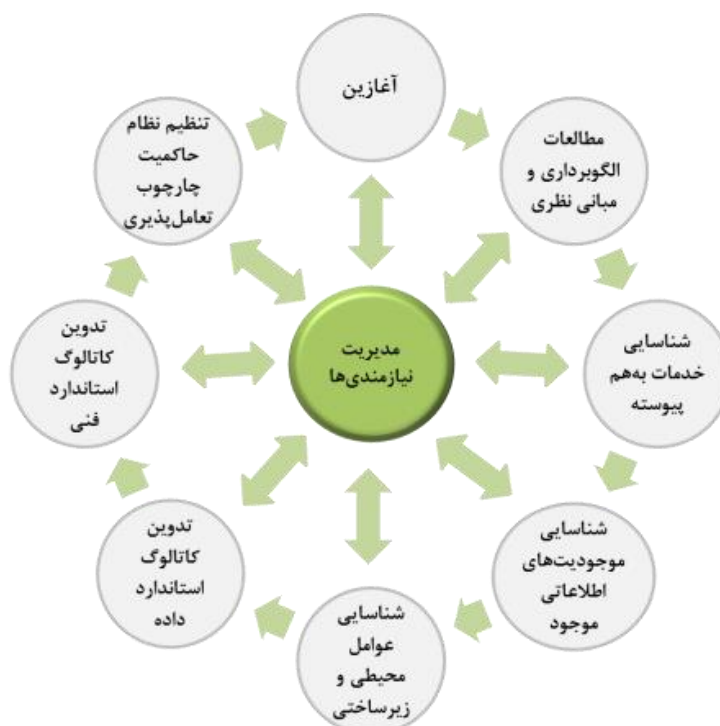 آغازین
مطالعات
الگوبرداری و
مبانی نظری
شناسایی
خدمات به‌هم
پیوسته
شناسایی
موجودیت‌های
اطلاعاتی
موجود
شناسایی
عوامل
محیطی و
زیرساختی
تدوین
کاتالوگ
استاندارد
داده
تدوین
کاتالوگ
استاندارد
فنی
تنظیم نظام
حاکمیت
چارچوب
تعامل‌پذیری
مدیریت
نیازمندی‌ها